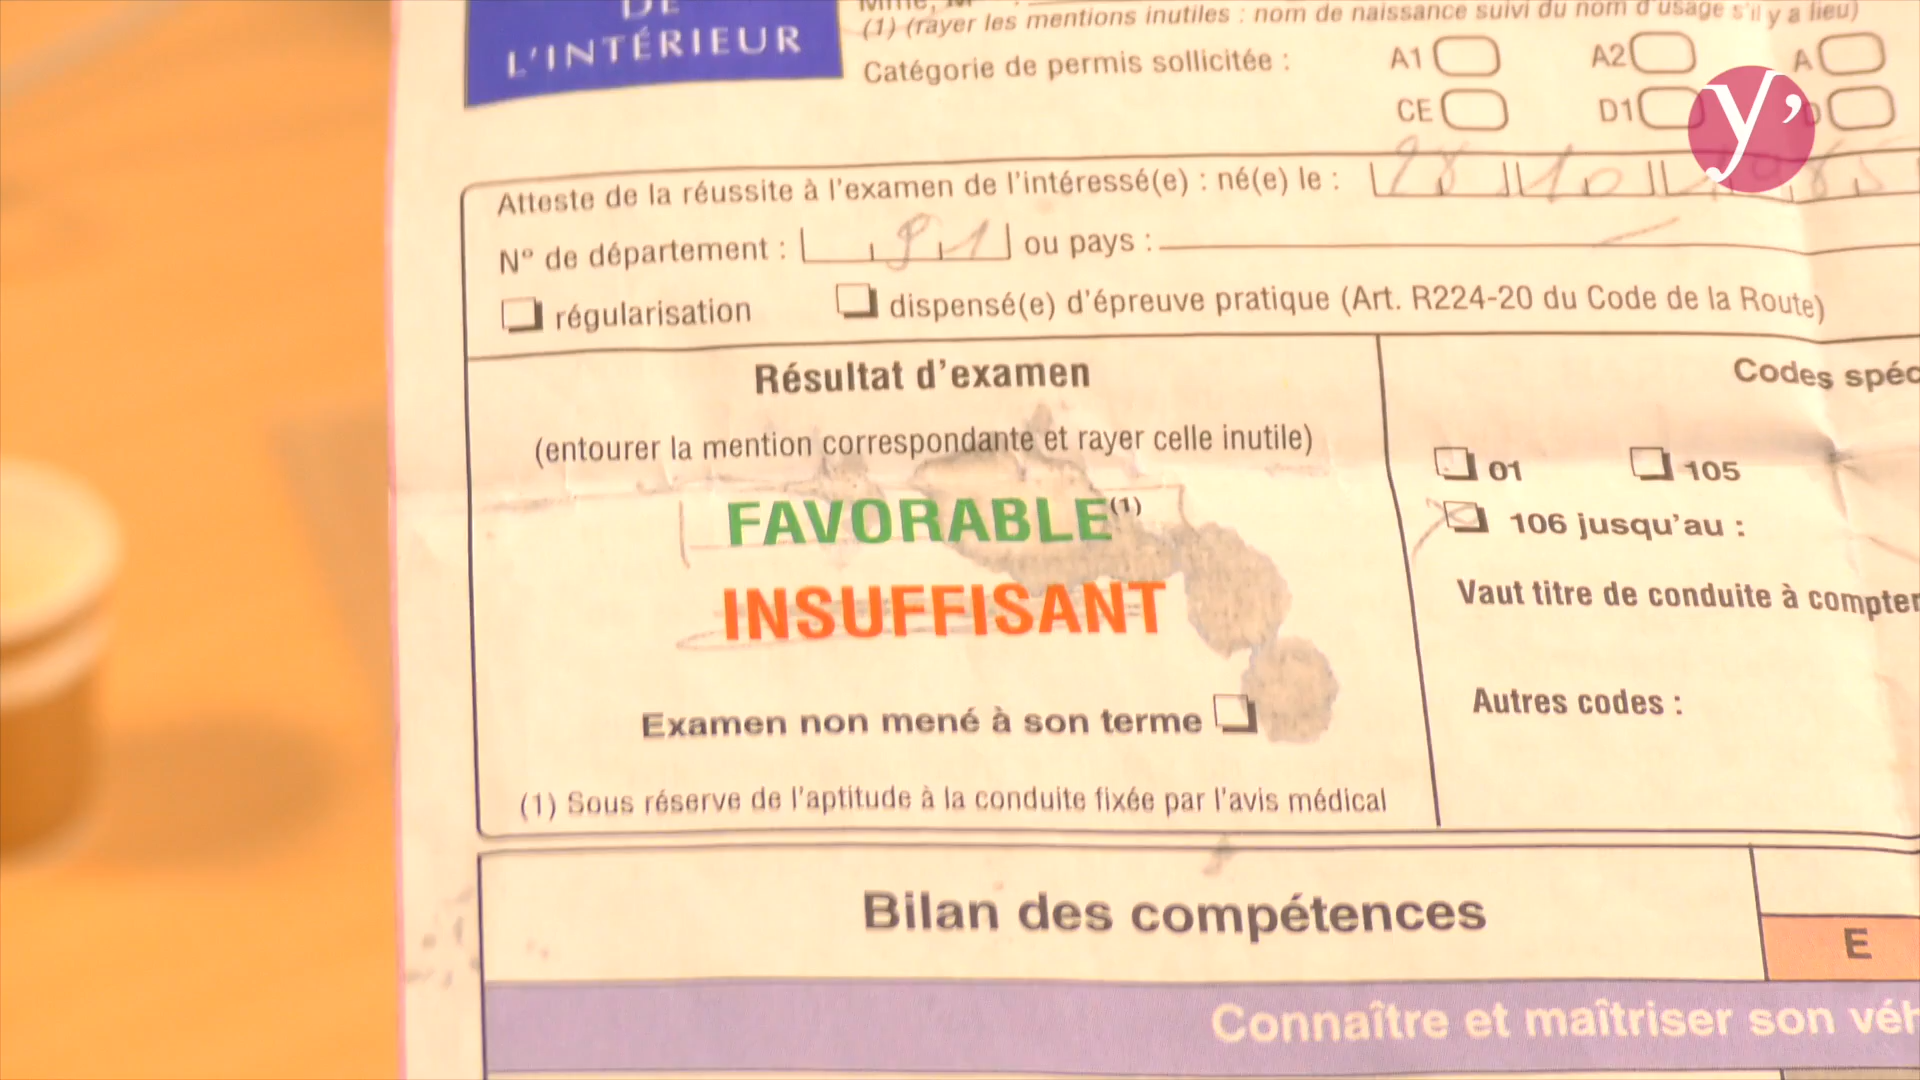 DE
L'INTÉRIEUR
(1) (rayer les mentions inutiles : nom de naissance suivi du nom d'usage s'il y a lieu)
Catégorie de permis sollicitée : A1 A2 A
CE D1 D
y'
Atteste de la réussite à l'examen de l'intéressé(e) : né(e) le : 28 10 1985
N° de département : 91 ou pays :
régularisation dispensé(e) d'épreuve pratique (Art. R224-20 du Code de la Route)
Résultat d'examen
(entourer la mention correspondante et rayer celle inutile)
FAVORABLE(1)
INSUFFISANT
Examen non mené à son terme
(1) Sous réserve de l'aptitude à la conduite fixée par l'avis médical
Codes spéc
01 105
106 jusqu'au :
Vaut titre de conduite à compter
Autres codes :
Bilan des compétences
E
Connaître et maîtriser son véh